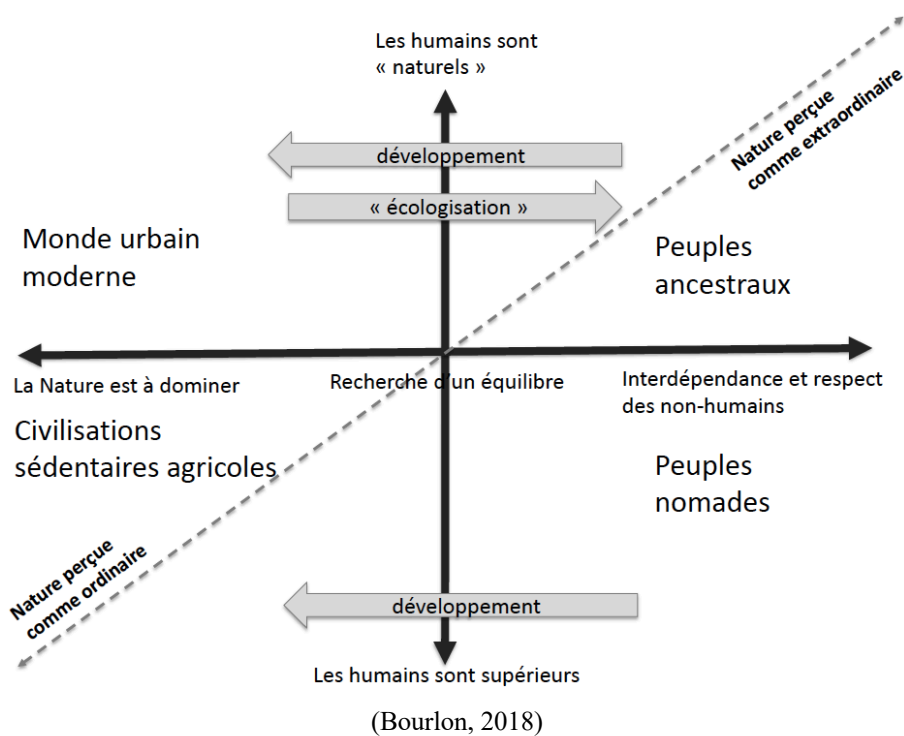 Les humains sont
« naturels »
Nature perçue
comme extraordinaire
développement
« écologisation »
Monde urbain
moderne
Peuples
ancestraux
La Nature est à dominer
Recherche d'un équilibre
Interdépendance et respect
des non-humains
Civilisations
sédentaires agricoles
Peuples
nomades
Nature perçue
comme ordinaire
développement
Les humains sont supérieurs
(Bourlon, 2018)